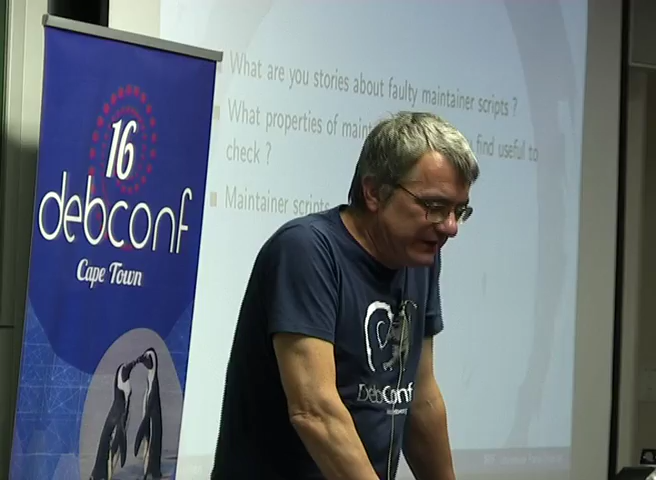 16
debconf
Cape Town
What are you stories about faulty maintainer scripts ?
What properties of maint
find useful to
check ?
Maintainer scripts
DebConf